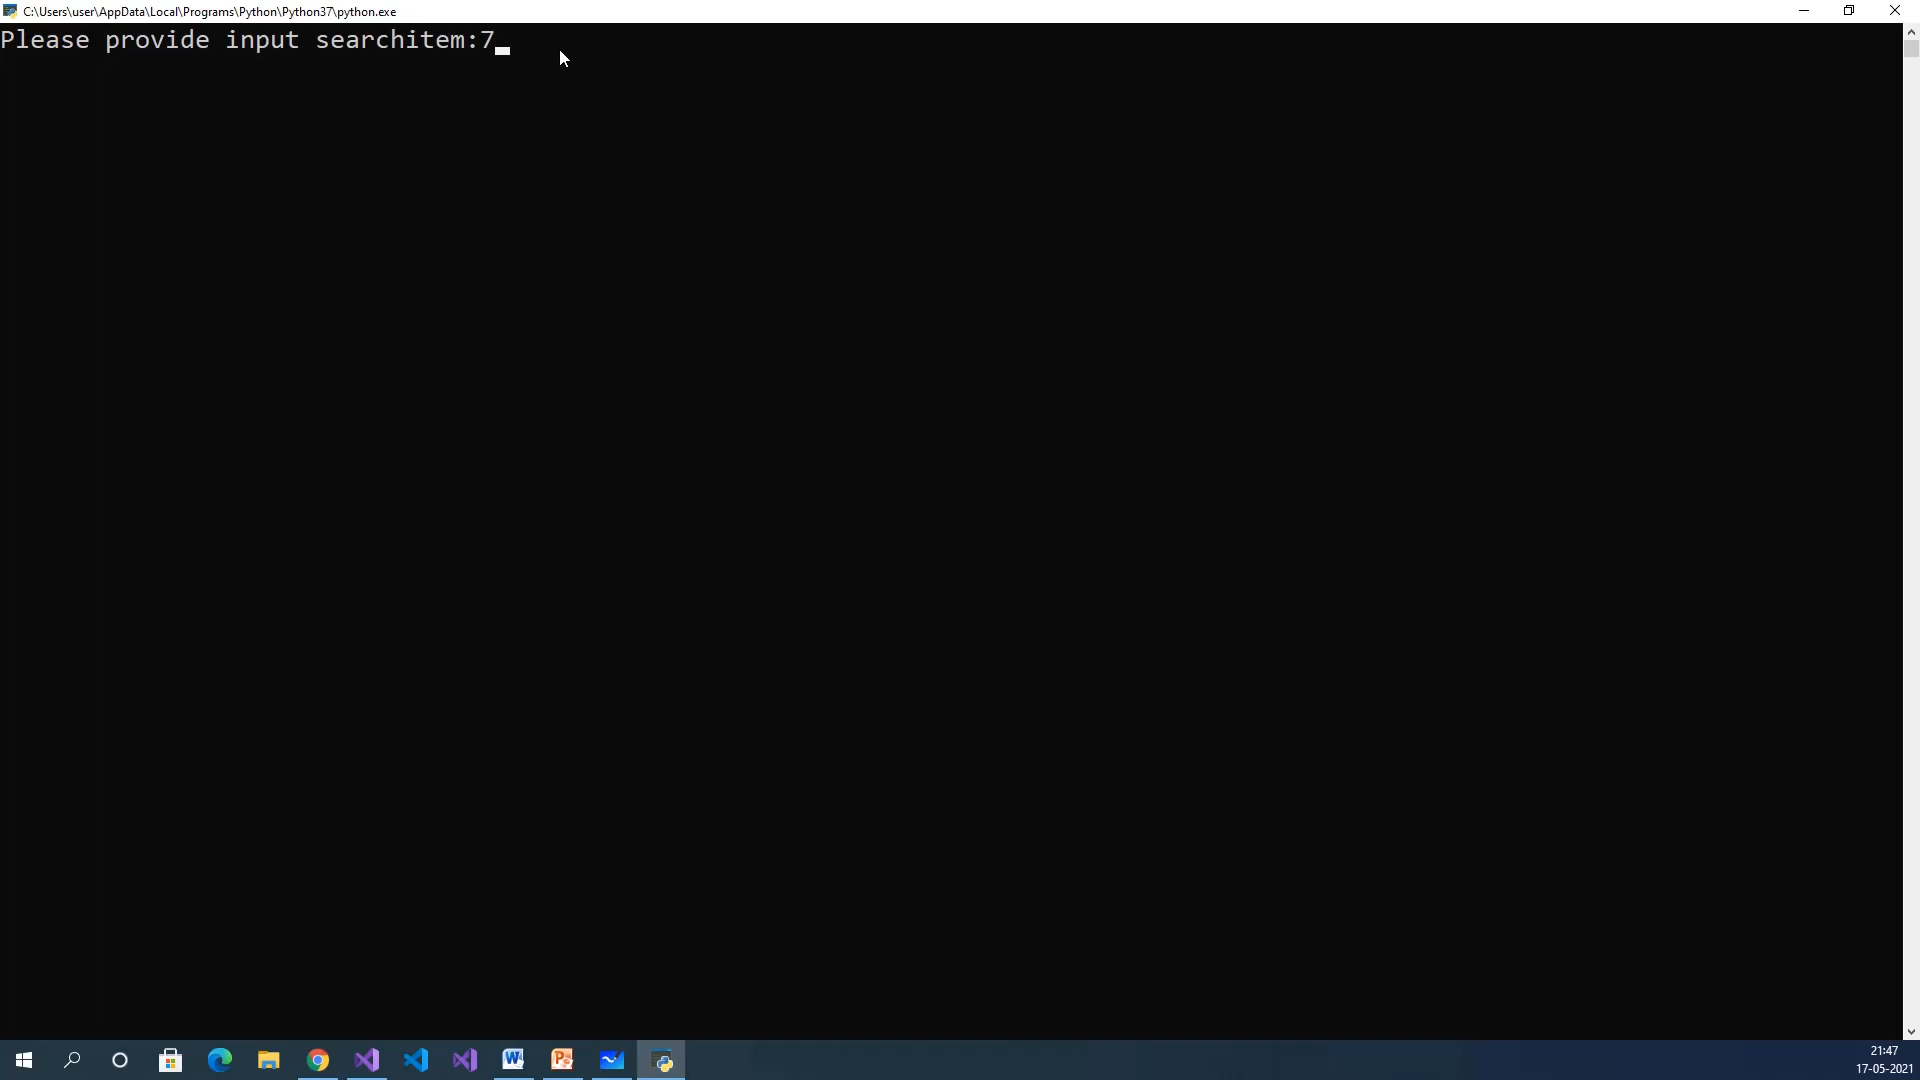 C:\Users\user\AppData\Local\Programs\Python\Python37\python.exe
Please provide input searchitem:7
21:47
17-05-2021